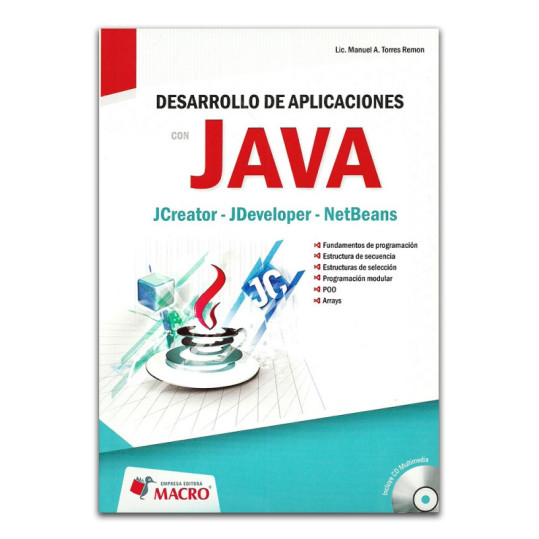 Lic. Manuel A. Torres Remon
DESARROLLO DE APLICACIONES
CON
JAVA
JCreator - JDeveloper - NetBeans
Fundamentos de programación
Estructura de secuencia
Estructuras de selección
Programación modular
POO
Arrays
JC
Incluye CD Multimedia
EMPRESA EDITORA
MACRO®